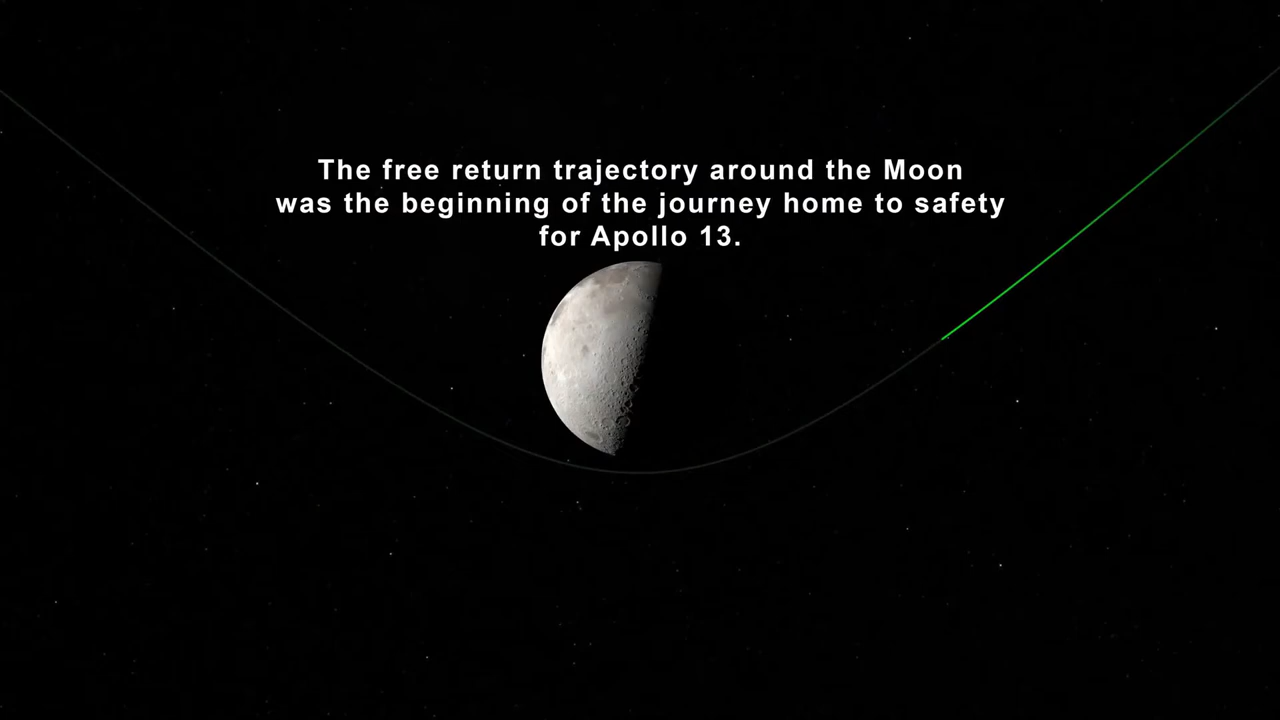 The free return trajectory around the Moon
was the beginning of the journey home to safety
for Apollo 13.